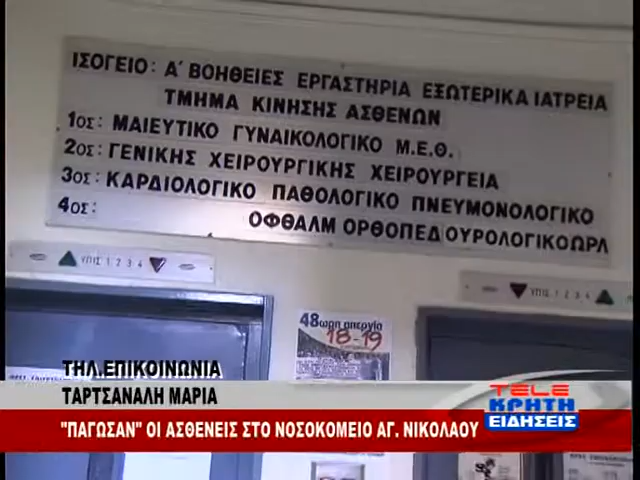 ΙΣΟΓΕΙΟ: Α΄ ΒΟΗΘΕΙΕΣ ΕΡΓΑΣΤΗΡΙΑ ΕΞΩΤΕΡΙΚΑ ΙΑΤΡΕΙΑ
ΤΜΗΜΑ ΚΙΝΗΣΗΣ ΑΣΘΕΝΩΝ
1ΟΣ: ΜΑΙΕΥΤΙΚΟ ΓΥΝΑΙΚΟΛΟΓΙΚΟ Μ.Ε.Θ.
2ΟΣ: ΓΕΝΙΚΗΣ ΧΕΙΡΟΥΡΓΙΚΗΣ ΧΕΙΡΟΥΡΓΕΙΑ
3ΟΣ: ΚΑΡΔΙΟΛΟΓΙΚΟ ΠΑΘΟΛΟΓΙΚΟ ΠΝΕΥΜΟΝΟΛΟΓΙΚΟ
4ΟΣ: ΟΦΘΑΛΜ ΟΡΘΟΠΕΔ ΟΥΡΟΛΟΓΙΚΟ ΩΡΛ
ΥΠΙΣ 1 2 3 4
ΥΠΙΣ 1 2 3 4
48ωρη απεργία
18-19
ΤΗΛ.ΕΠΙΚΟΙΝΩΝΙΑ
ΤΑΡΤΣΑΝΑΛΗ ΜΑΡΙΑ
"ΠΑΓΩΣΑΝ" ΟΙ ΑΣΘΕΝΕΙΣ ΣΤΟ ΝΟΣΟΚΟΜΕΙΟ ΑΓ. ΝΙΚΟΛΑΟΥ
TELE
ΚΡΗΤΗ
ΕΙΔΗΣΕΙΣ